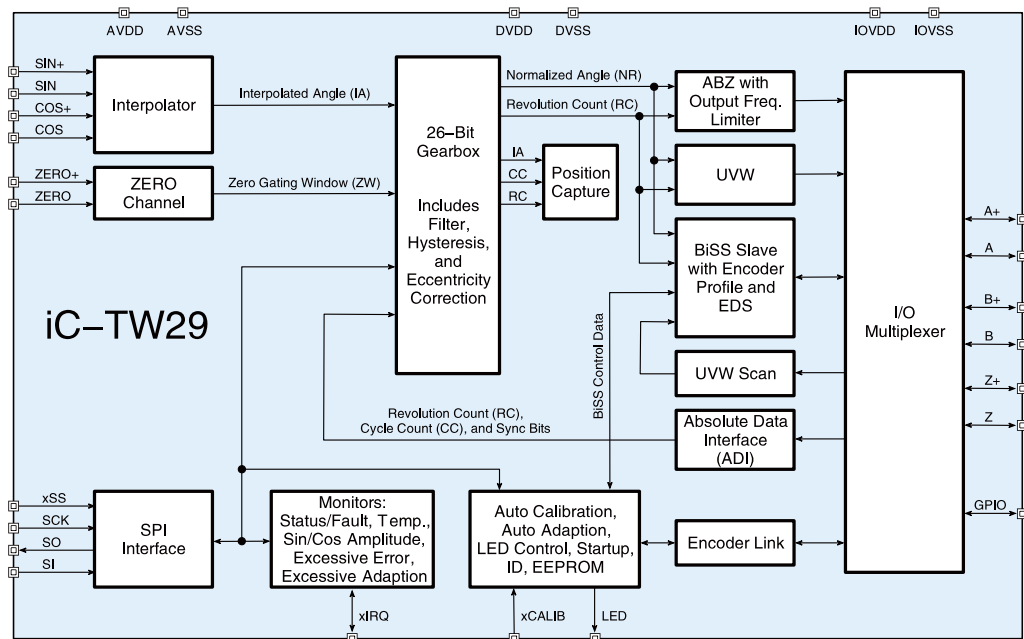 AVDD
AVSS
DVDD
DVSS
IOVDD
IOVSS
SIN+
SIN
COS+
COS
Interpolator
Interpolated Angle (IA)
ZERO+
ZERO
ZERO
Channel
Zero Gating Window (ZW)
26–Bit
Gearbox
Includes
Filter,
Hysteresis,
and
Eccentricity
Correction
Normalized Angle (NR)
Revolution Count (RC)
IA
CC
RC
Position
Capture
ABZ with
Output Freq.
Limiter
UVW
BiSS Slave
with Encoder
Profile and
EDS
UVW Scan
Absolute Data
Interface
(ADI)
I/O
Multiplexer
A+
A
B+
B
Z+
Z
GPIO
iC–TW29
BiSS Control Data
Revolution Count (RC),
Cycle Count (CC), and Sync Bits
xSS
SCK
SO
SI
SPI
Interface
Monitors:
Status/Fault, Temp.,
Sin/Cos Amplitude,
Excessive Error,
Excessive Adaption
Auto Calibration,
Auto Adaption,
LED Control, Startup,
ID, EEPROM
Encoder Link
xIRQ
xCALIB
LED